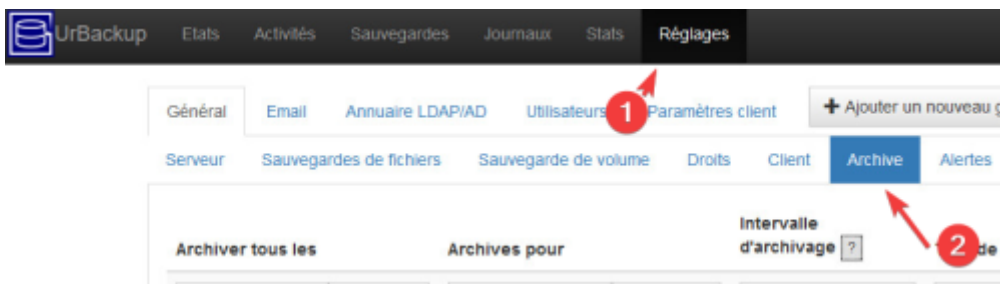 UrBackup Etats Activités Sauvegardes Journaux Stats Réglages
Général Email Annuaire LDAP/AD Utilisateurs 1 Paramètres client + Ajouter un nouveau
Serveur Sauvegardes de fichiers Sauvegarde de volume Droits Client Archive Alertes
Intervalle
Archiver tous les Archives pour d'archivage ? 2 de